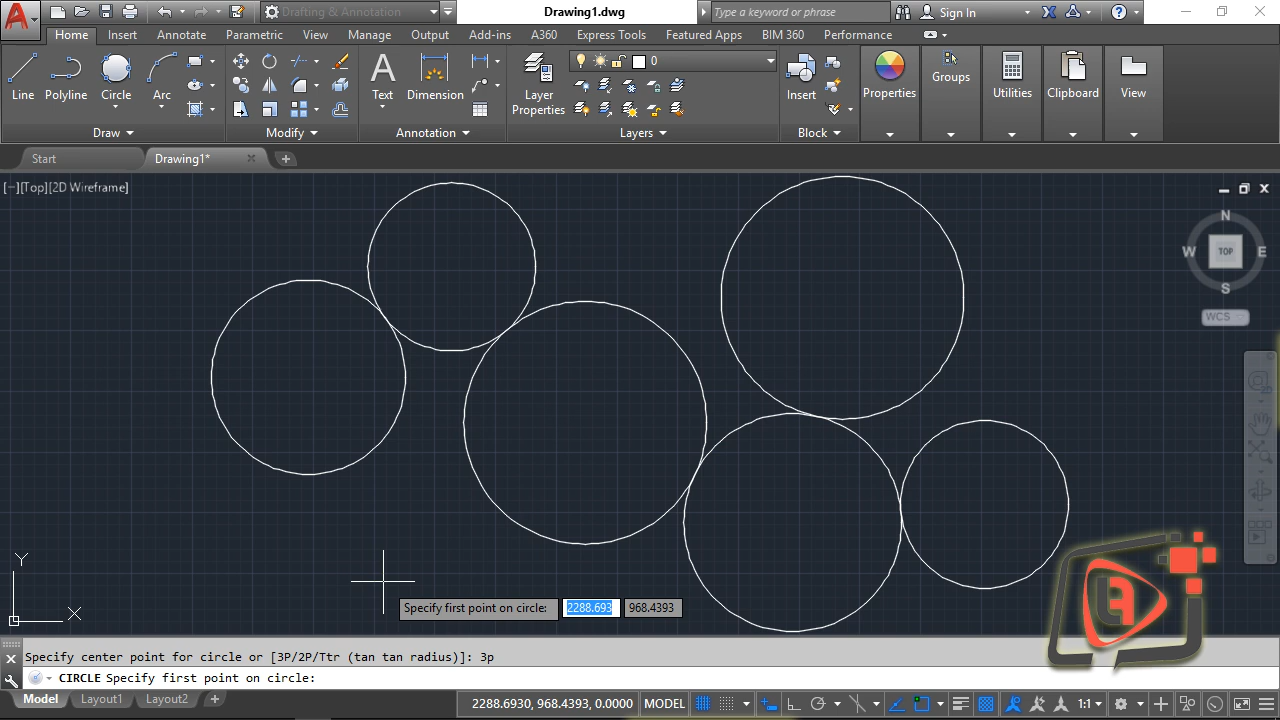 Drafting & Annotation
Drawing1.dwg
Type a keyword or phrase
Sign In
Home Insert Annotate Parametric View Manage Output Add-ins A360 Express Tools Featured Apps BIM 360 Performance
Line Polyline Circle Arc
Text Dimension
Layer Properties
0
Insert
Properties
Groups
Utilities
Clipboard
View
Draw Modify Annotation Layers Block
Start Drawing1*
[−][Top][2D Wireframe]
N
W TOP E
S
WCS
2D
Y
X
Specify first point on circle: 2288.693 968.4393
Specify center point for circle or [3P/2P/Ttr (tan tan radius)]: 3p
CIRCLE Specify first point on circle:
Model Layout1 Layout2 +
2288.6930, 968.4393, 0.0000 MODEL 1:1